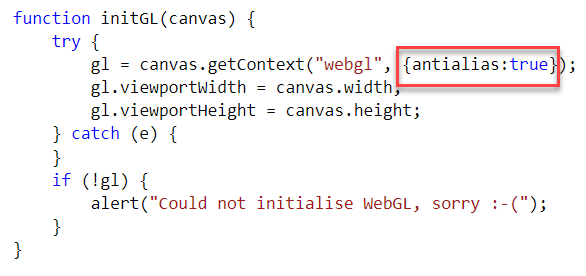 function initGL(canvas) {
    try {
        gl = canvas.getContext("webgl", {antialias:true});
        gl.viewportWidth = canvas.width;
        gl.viewportHeight = canvas.height;
    } catch (e) {
    }
    if (!gl) {
        alert("Could not initialise WebGL, sorry :-(");
    }
}